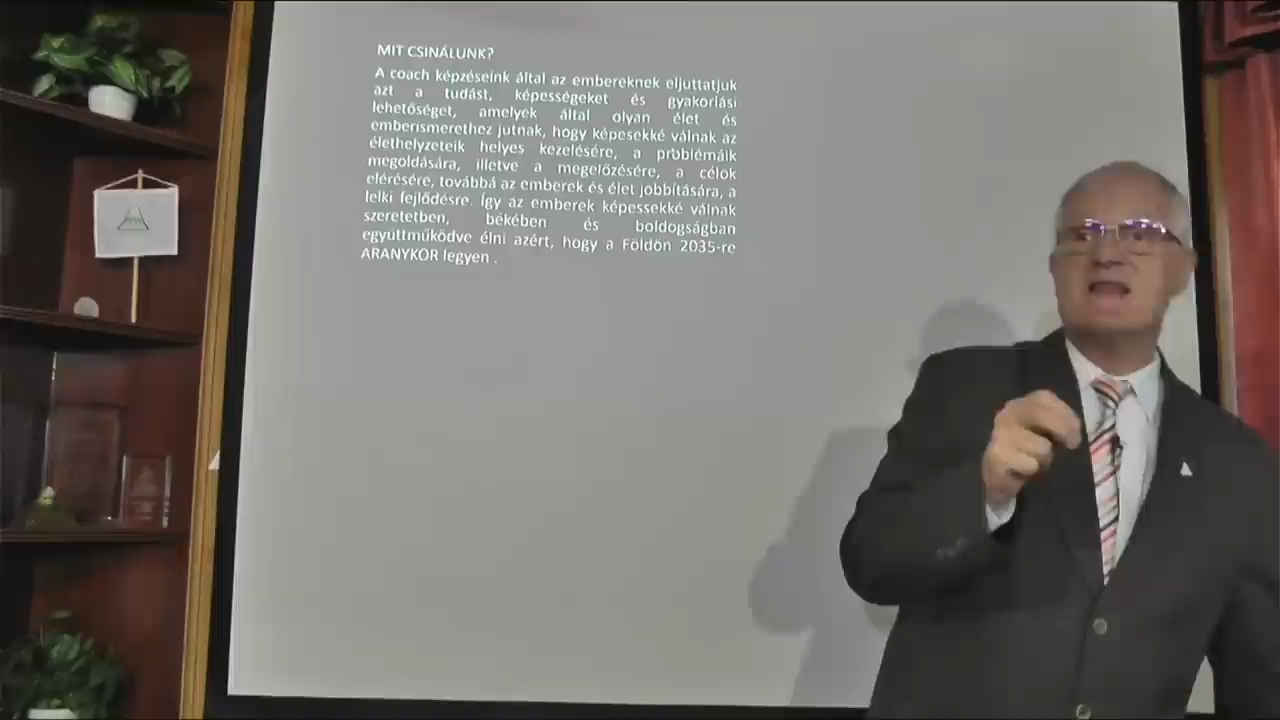 MIT CSINÁLUNK?
A coach képzéseink által az embereknek eljuttatjuk
azt a tudást, képességeket és gyakorlási
lehetőséget, amelyek által olyan élet és
emberismerethez jutnak, hogy képesekké válnak az
élethelyzeteik helyes kezelésére, a problémáik
megoldására, illetve a megelőzésére, a célok
elérésére, továbbá az emberek és élet jobbítására, a
lelki fejlődésre. Így az emberek képessekké válnak
szeretetben, békében és boldogságban
együttműködve élni azért, hogy a Földön 2035-re
ARANYKOR legyen .